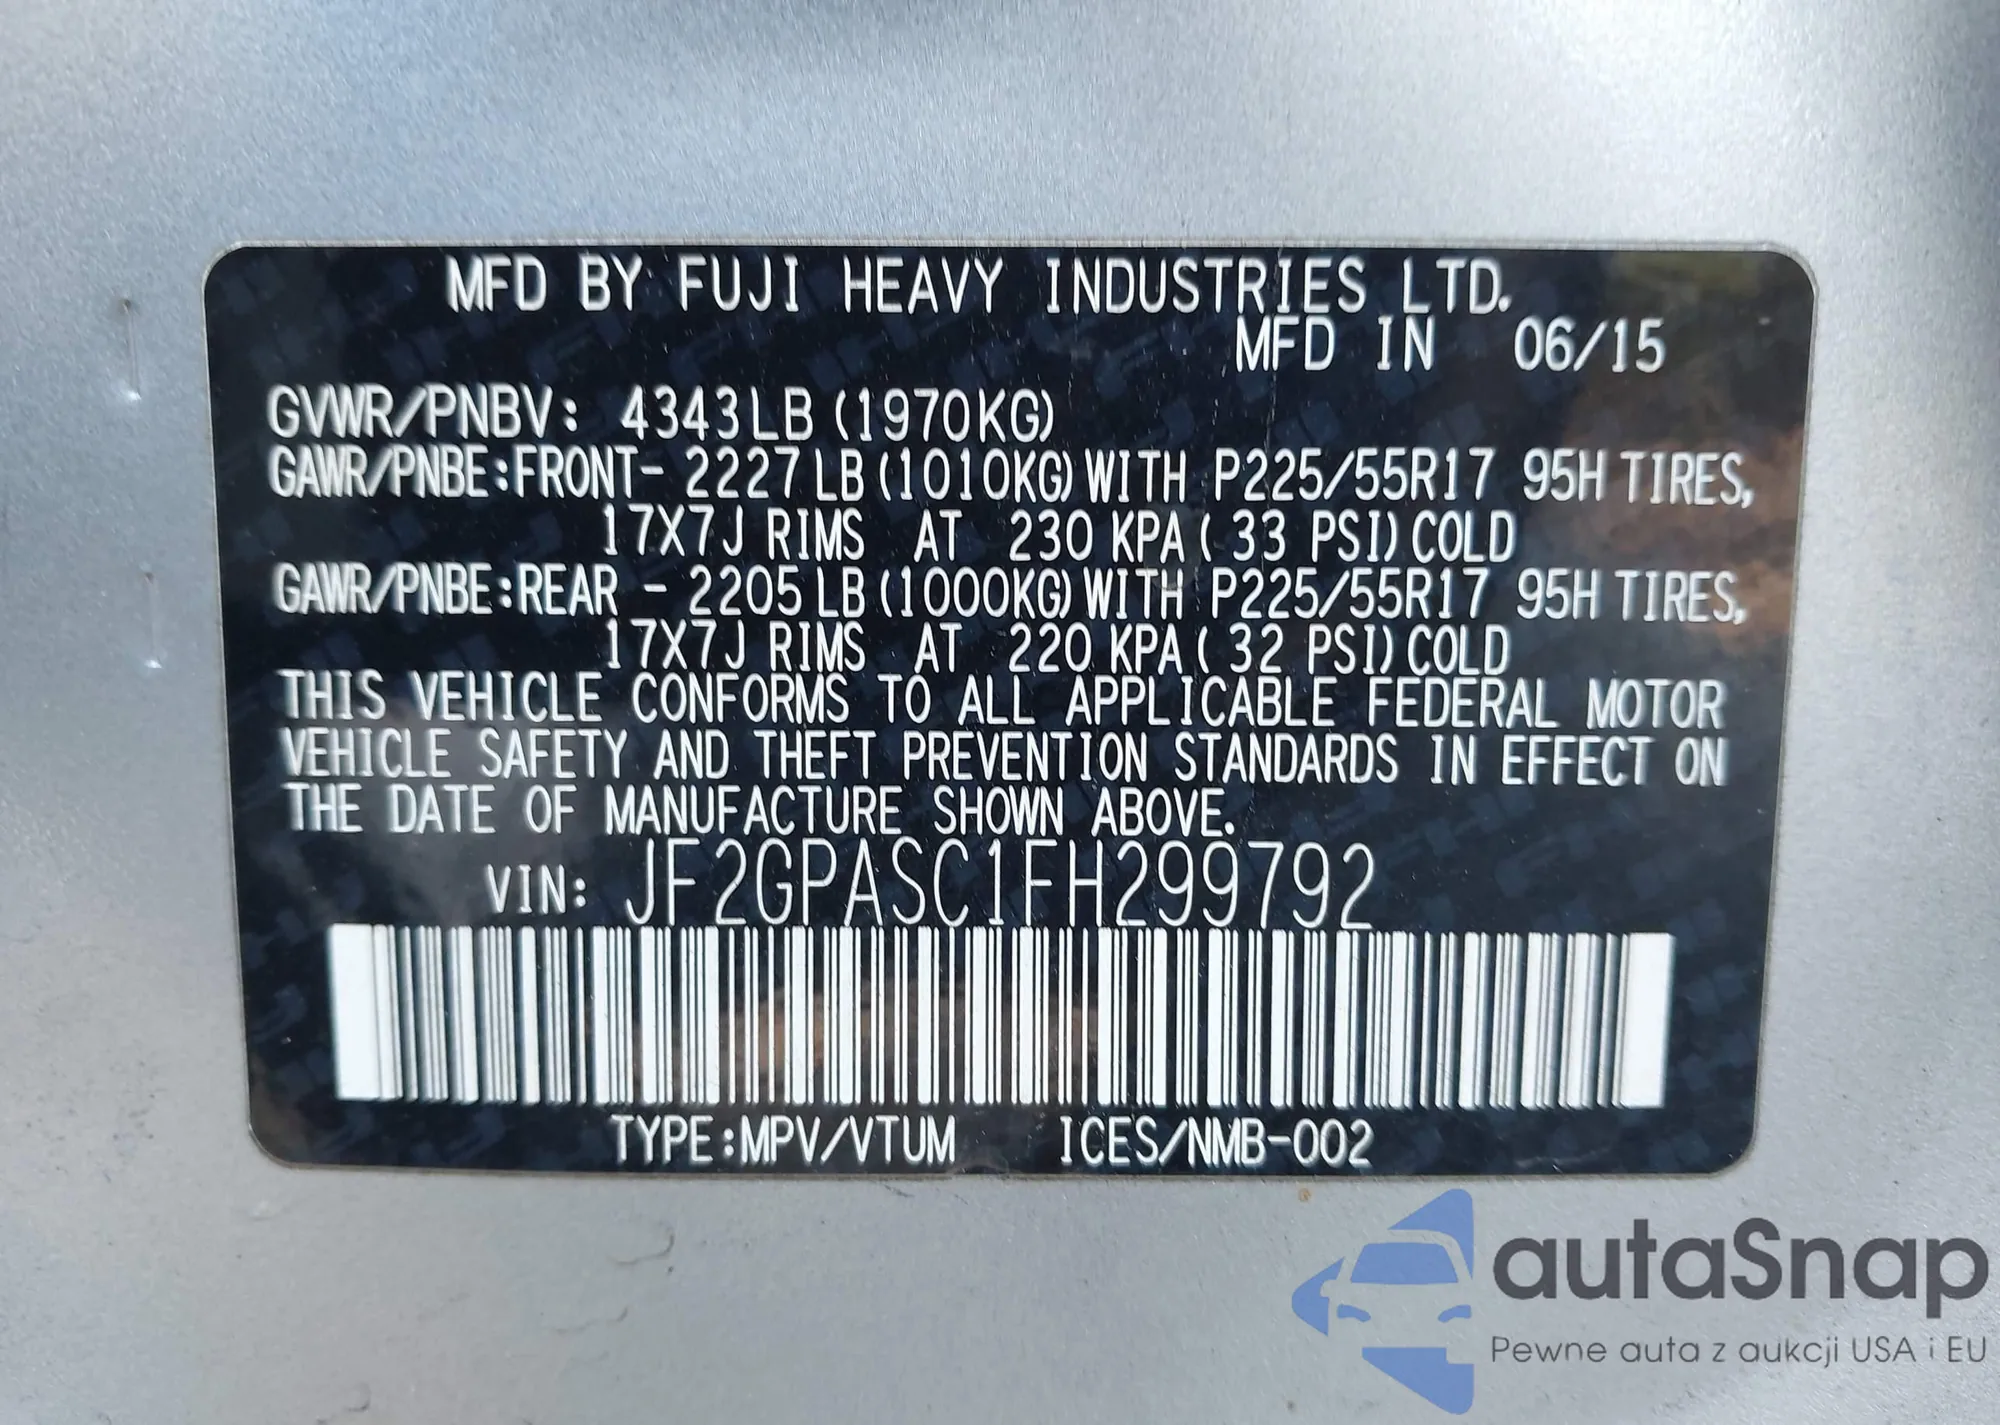 MFD BY FUJI HEAVY INDUSTRIES LTD.
MFD IN 06/15
GVWR/PNBV: 4343LB (1970KG)
GAWR/PNBE:FRONT- 2227LB (1010KG) WITH P225/55R17 95H TIRES,
17X7J RIMS AT 230 KPA ( 33 PSI) COLD
GAWR/PNBE:REAR - 2205LB (1000KG) WITH P225/55R17 95H TIRES,
17X7J RIMS AT 220 KPA ( 32 PSI) COLD
THIS VEHICLE CONFORMS TO ALL APPLICABLE FEDERAL MOTOR
VEHICLE SAFETY AND THEFT PREVENTION STANDARDS IN EFFECT ON
THE DATE OF MANUFACTURE SHOWN ABOVE.
VIN: JF2GPASC1FH299792
TYPE:MPV/VTUM ICES/NMB-002
autaSnap
Pewne auta z aukcji USA i EU